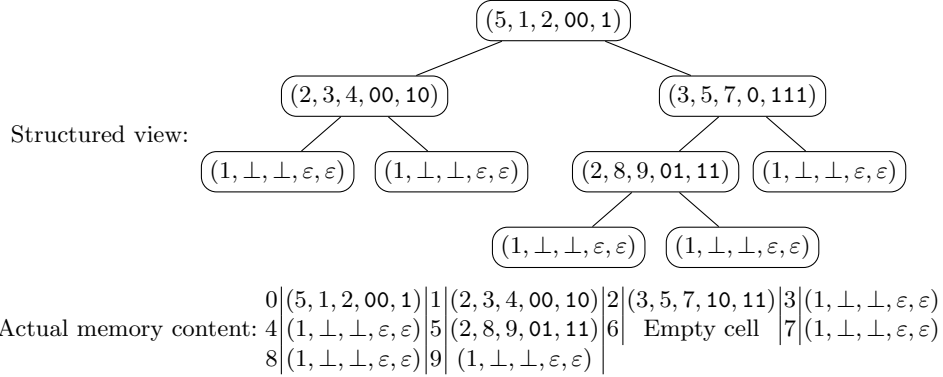 (5, 1, 2, 00, 1)
(2, 3, 4, 00, 10) (3, 5, 7, 0, 111)
Structured view:
(1, ⊥, ⊥, ε, ε) (1, ⊥, ⊥, ε, ε) (2, 8, 9, 01, 11) (1, ⊥, ⊥, ε, ε)
(1, ⊥, ⊥, ε, ε) (1, ⊥, ⊥, ε, ε)
0 (5, 1, 2, 00, 1) 1 (2, 3, 4, 00, 10) 2 (3, 5, 7, 10, 11) 3 (1, ⊥, ⊥, ε, ε)
Actual memory content: 4 (1, ⊥, ⊥, ε, ε) 5 (2, 8, 9, 01, 11) 6 Empty cell 7 (1, ⊥, ⊥, ε, ε)
8 (1, ⊥, ⊥, ε, ε) 9 (1, ⊥, ⊥, ε, ε)